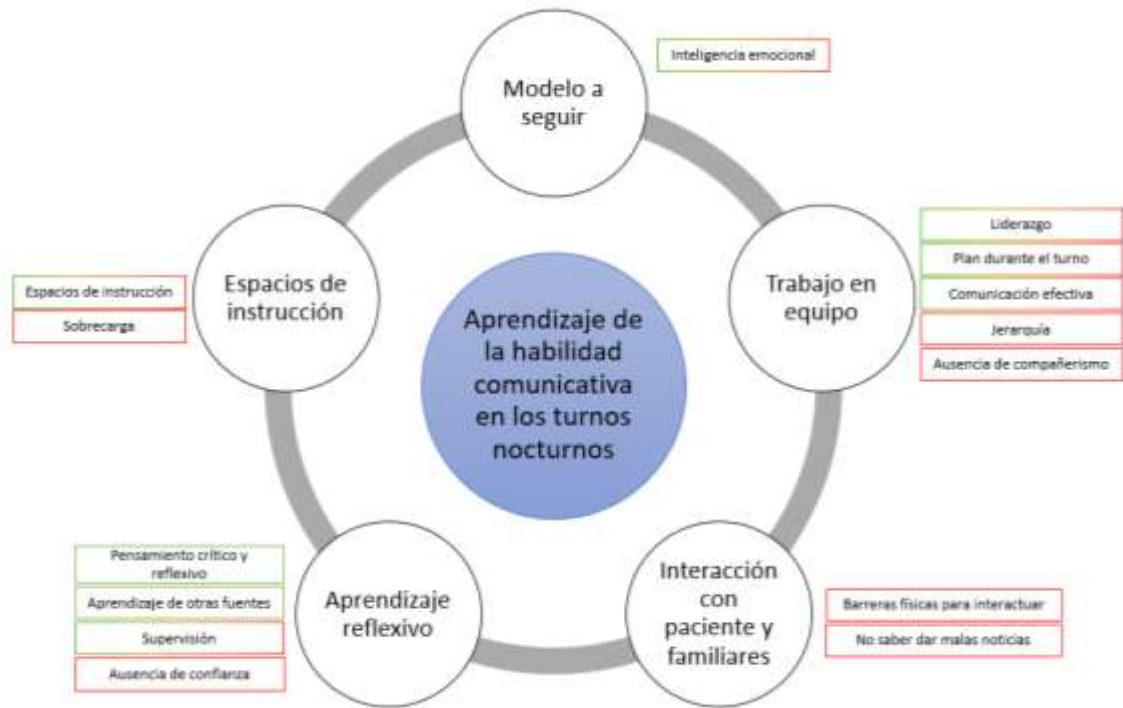 Modelo a
seguir
Inteligencia emocional
Trabajo en
equipo
Liderazgo
Plan durante el turno
Comunicación efectiva
Jerarquía
Ausencia de compañerismo
Interacción
con
paciente y
familiares
Barreras físicas para interactuar
No saber dar malas noticias
Aprendizaje
reflexivo
Pensamiento crítico y
reflexivo
Aprendizaje de otras fuentes
Supervisión
Ausencia de confianza
Espacios de
instrucción
Espacios de instrucción
Sobrecarga
Aprendizaje de
la habilidad
comunicativa
en los turnos
nocturnos